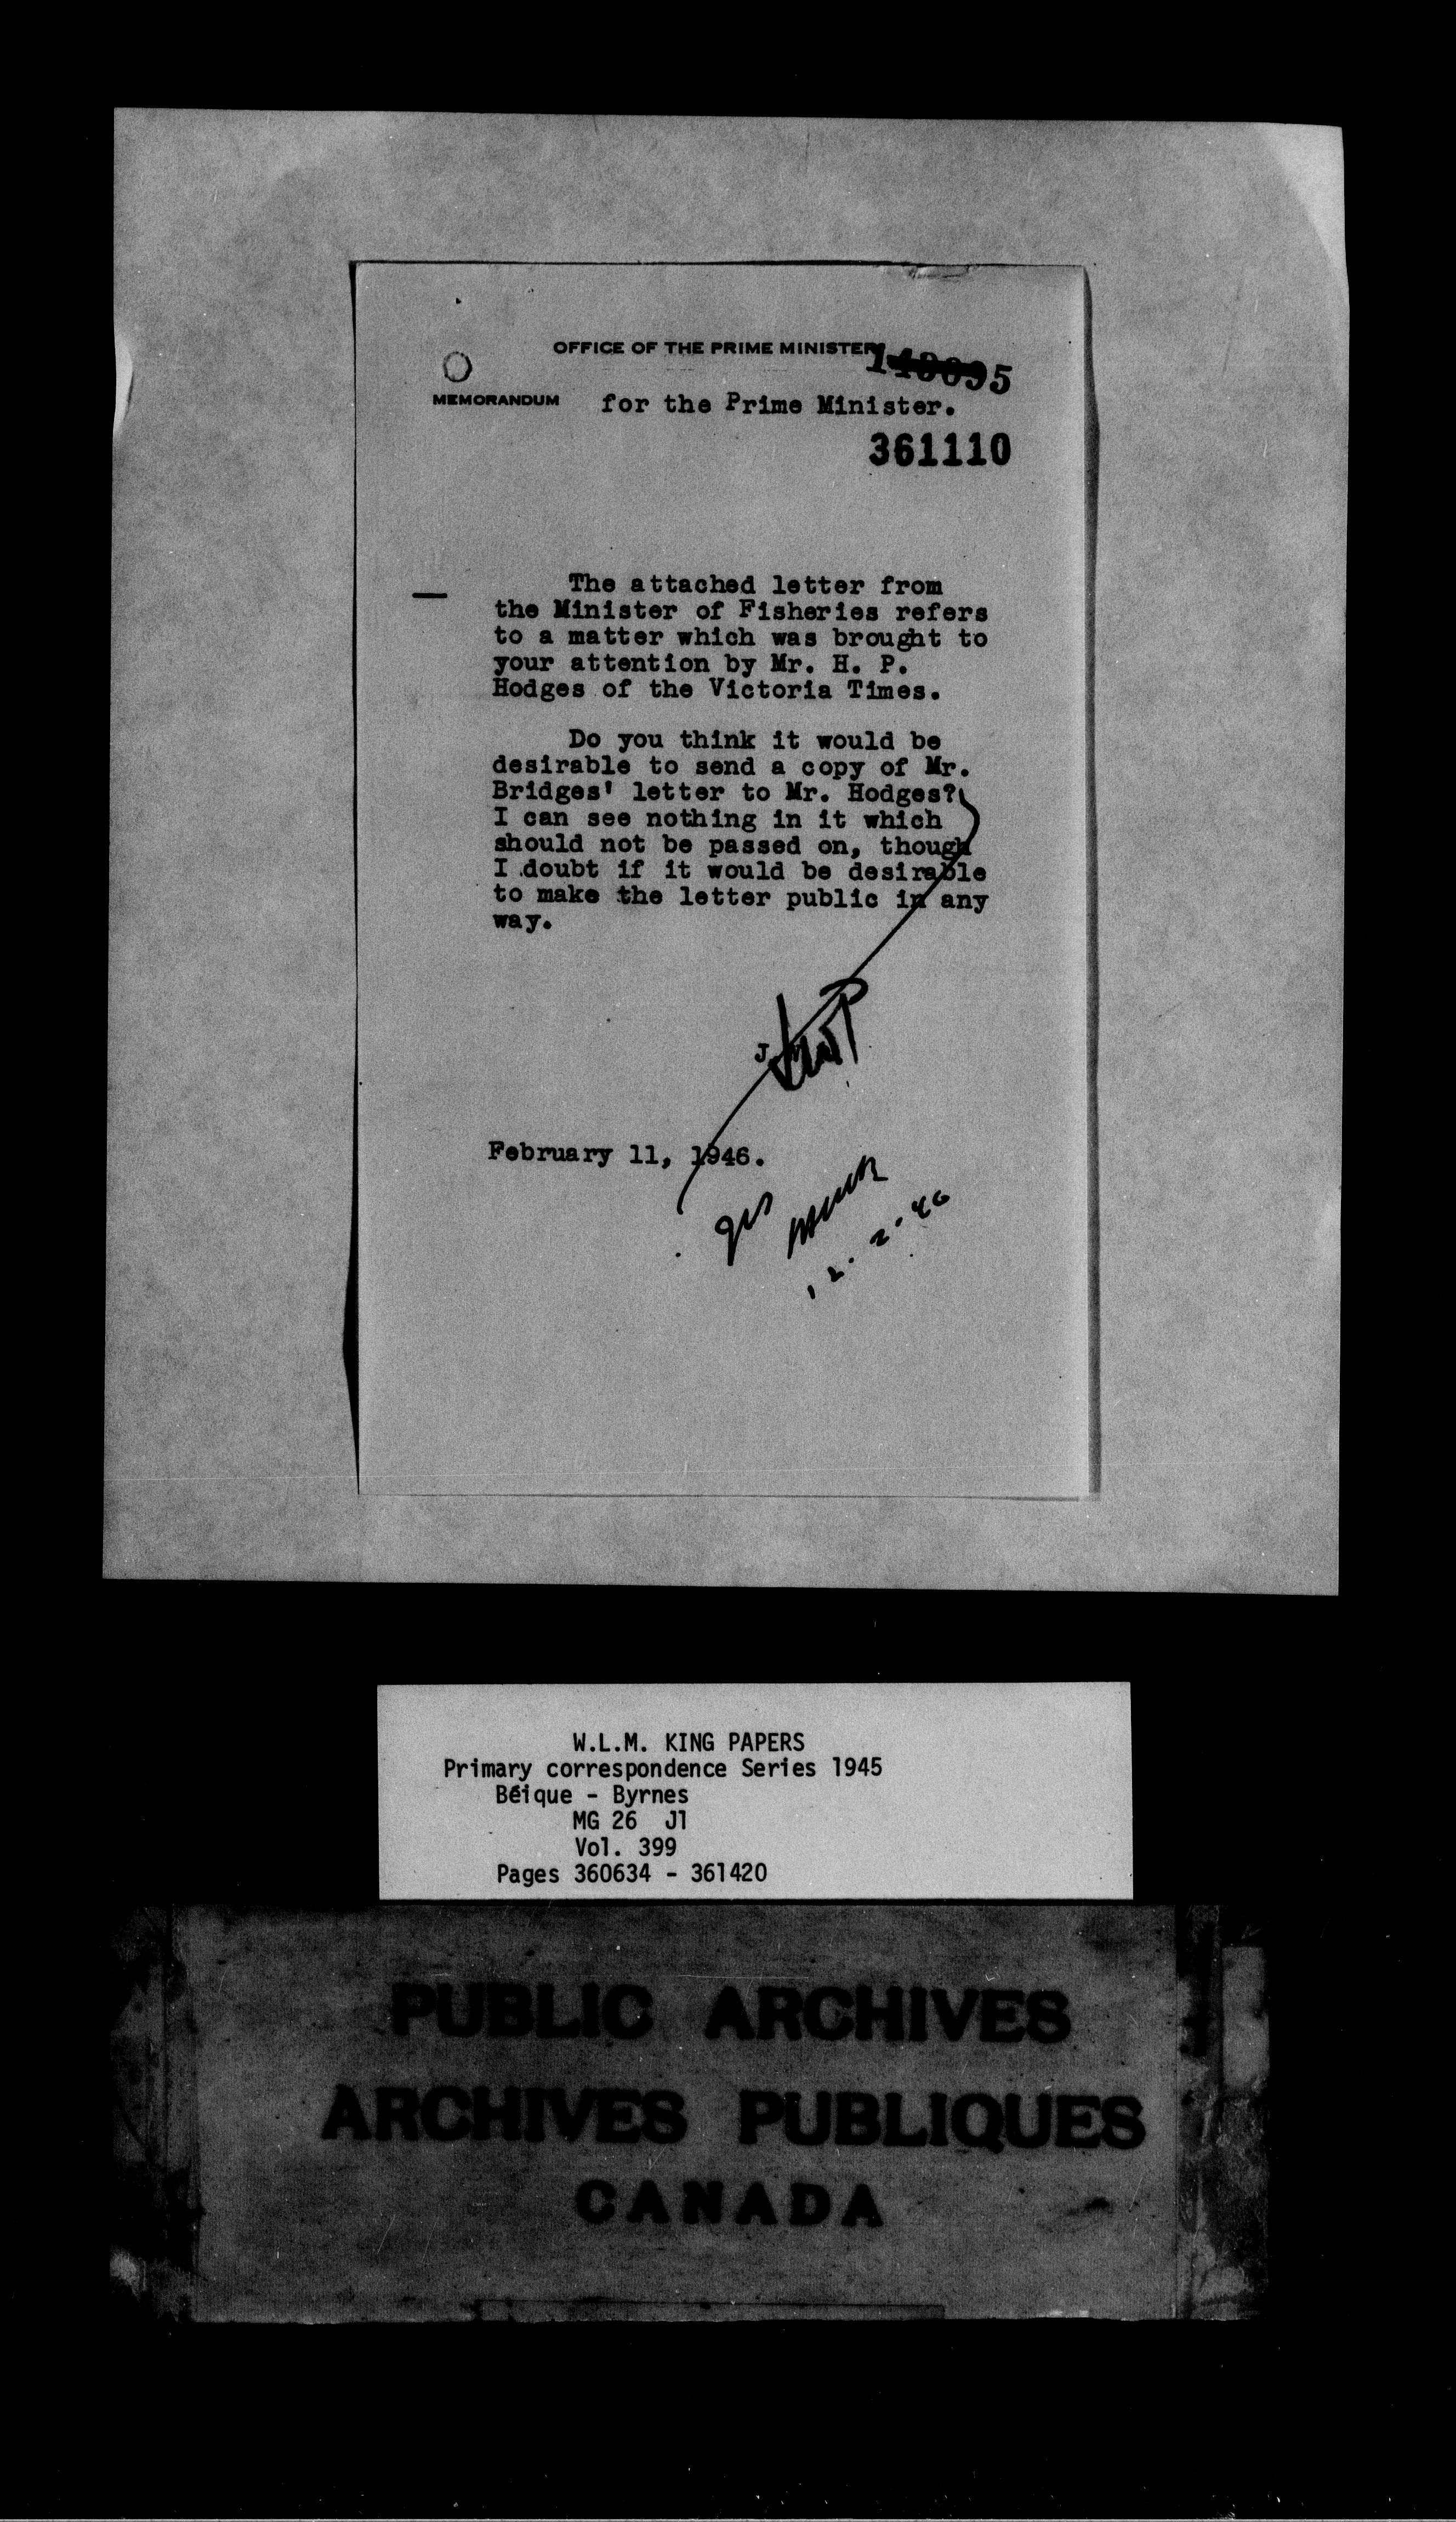 OFFICE OF THE PRIME MINISTER
MEMORANDUM for the Prime Minister.
361110
The attached letter from
the Minister of Fisheries refers
to a matter which was brought to
your attention by Mr. H. P.
Hodges of the Victoria Times.
Do you think it would be
desirable to send a copy of Mr.
Bridges' letter to Mr. Hodges?
I can see nothing in it which
should not be passed on, though
I doubt if it would be desirable
to make the letter public in any
way.
J.
February 11, 1946.
yes
12.2.46
W.L.M. KING PAPERS
Primary correspondence Series 1945
Béique - Byrnes
MG 26 J1
Vol. 399
Pages 360634 - 361420
PUBLIC ARCHIVES
ARCHIVES PUBLIQUES
CANADA